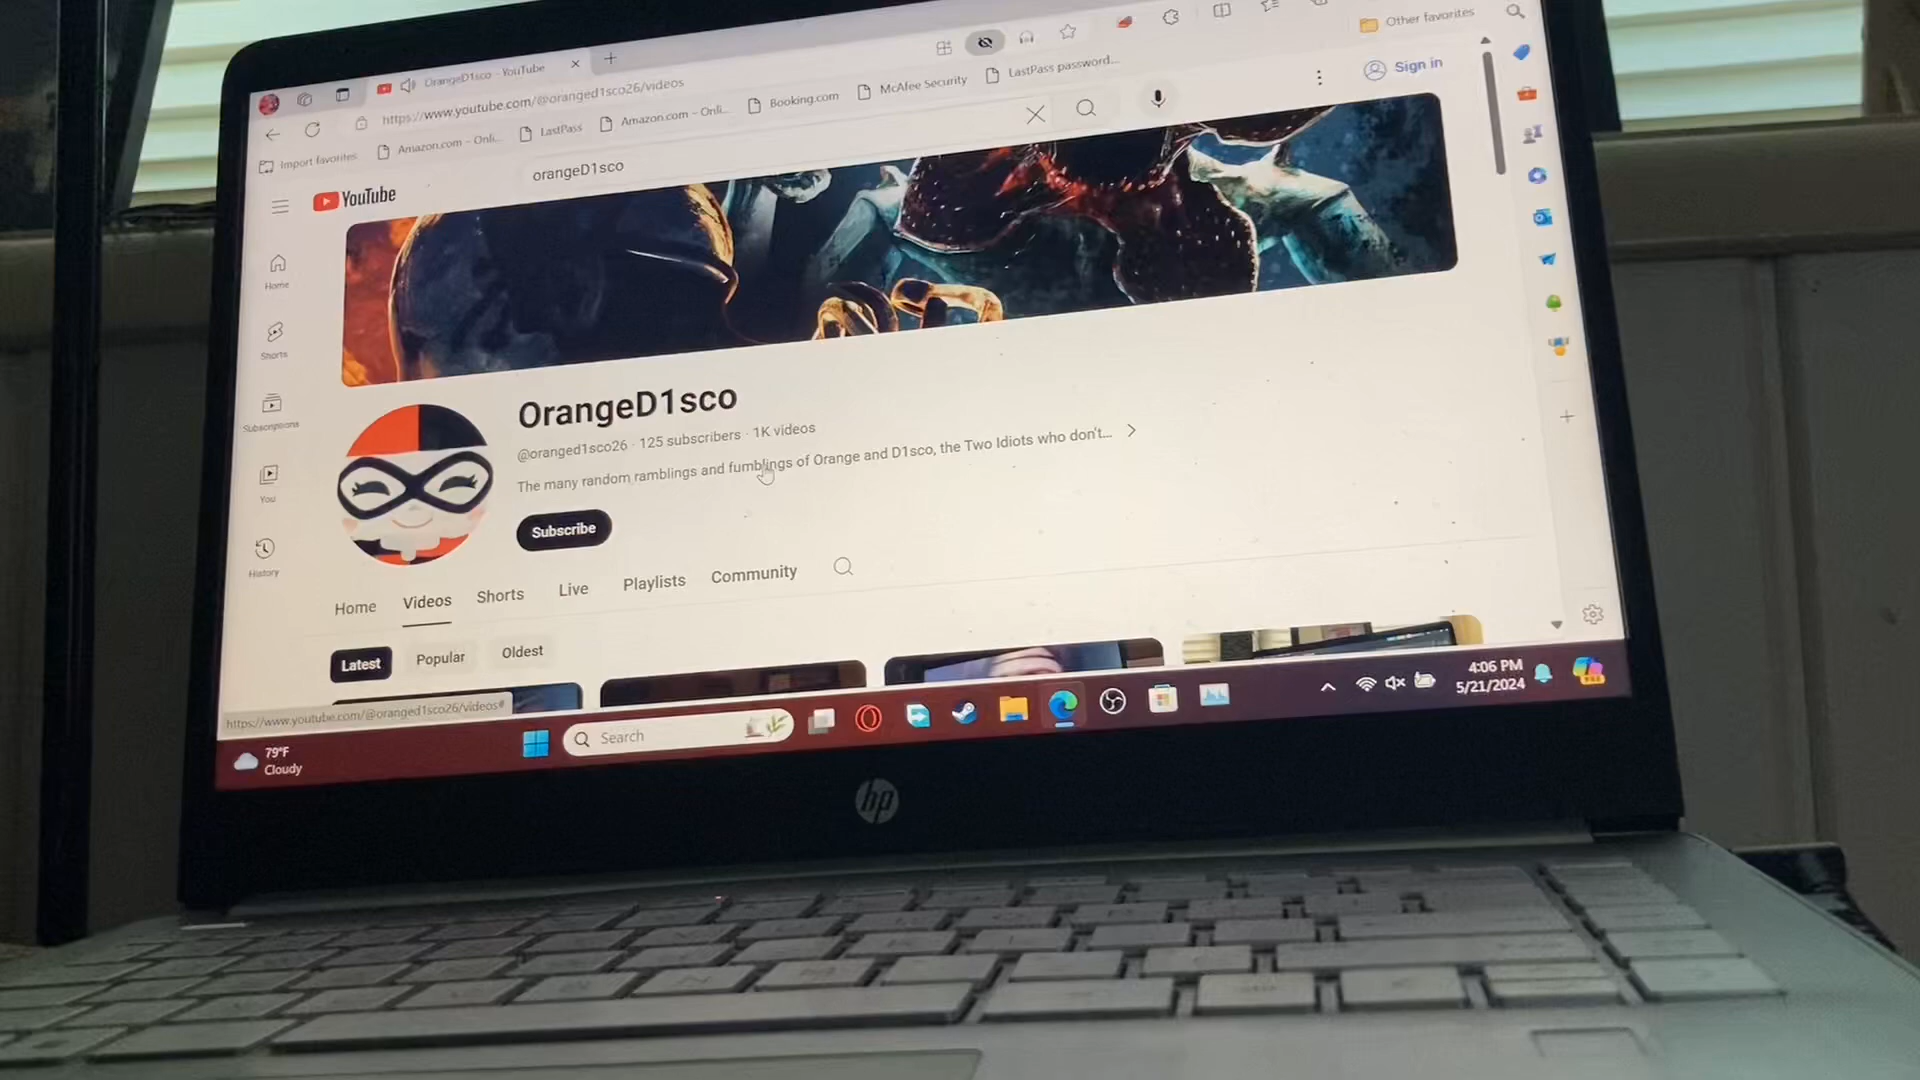 OrangeD1sco - YouTube
https://www.youtube.com/@oranged1sco26/videos
Import favorites
Amazon.com - Onli...
LastPass
Amazon.com - Onli...
Booking.com
McAfee Security
LastPass password...
Other favorites
YouTube
orangeD1sco
Sign in
Home
Shorts
Subscriptions
You
History
OrangeD1sco
@oranged1sco26 · 125 subscribers · 1K videos
The many random ramblings and fumblings of Orange and D1sco, the Two Idiots who don't...
Subscribe
Home Videos Shorts Live Playlists Community
Latest Popular Oldest
https://www.youtube.com/@oranged1sco26/videos#
79°F
Cloudy
Search
4:06 PM
5/21/2024
hp